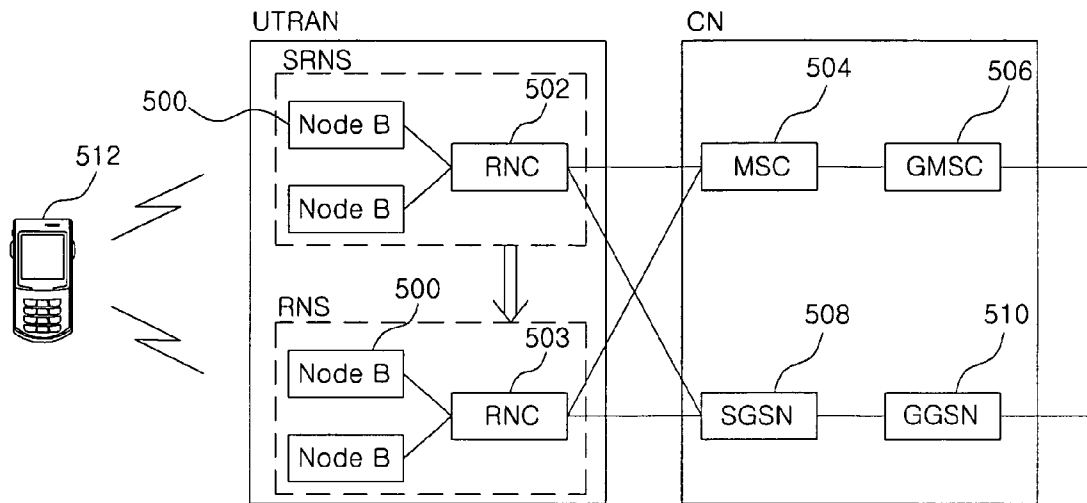 UTRAN
CN
SRNS
500
Node B
502
RNC
Node B
504
MSC
506
GMSC
512
RNS
500
Node B
503
RNC
Node B
508
SGSN
510
GGSN